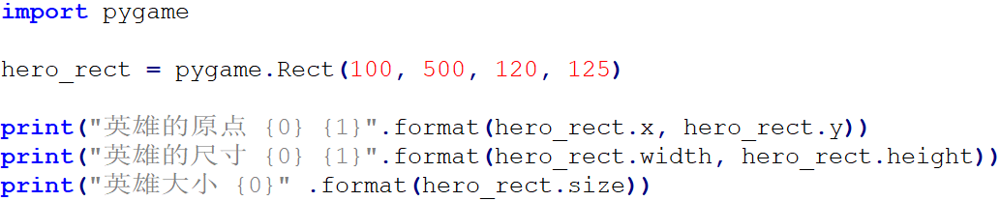 import pygame
hero_rect = pygame.Rect(100, 500, 120, 125)
print("英雄的原点 {0} {1}".format(hero_rect.x, hero_rect.y))
print("英雄的尺寸 {0} {1}".format(hero_rect.width, hero_rect.height))
print("英雄大小 {0}" .format(hero_rect.size))